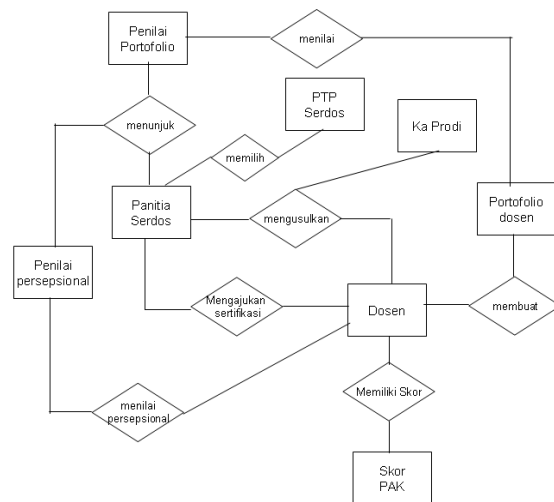 Penilai
Portofolio
menilai
PTP
Serdos
Ka Prodi
menunjuk
memilih
Panitia
Serdos
mengusulkan
Portofolio
dosen
Penilai
persepsional
Mengajukan
sertifikasi
Dosen
membuat
menilai
persepsional
Memiliki Skor
Skor
PAK